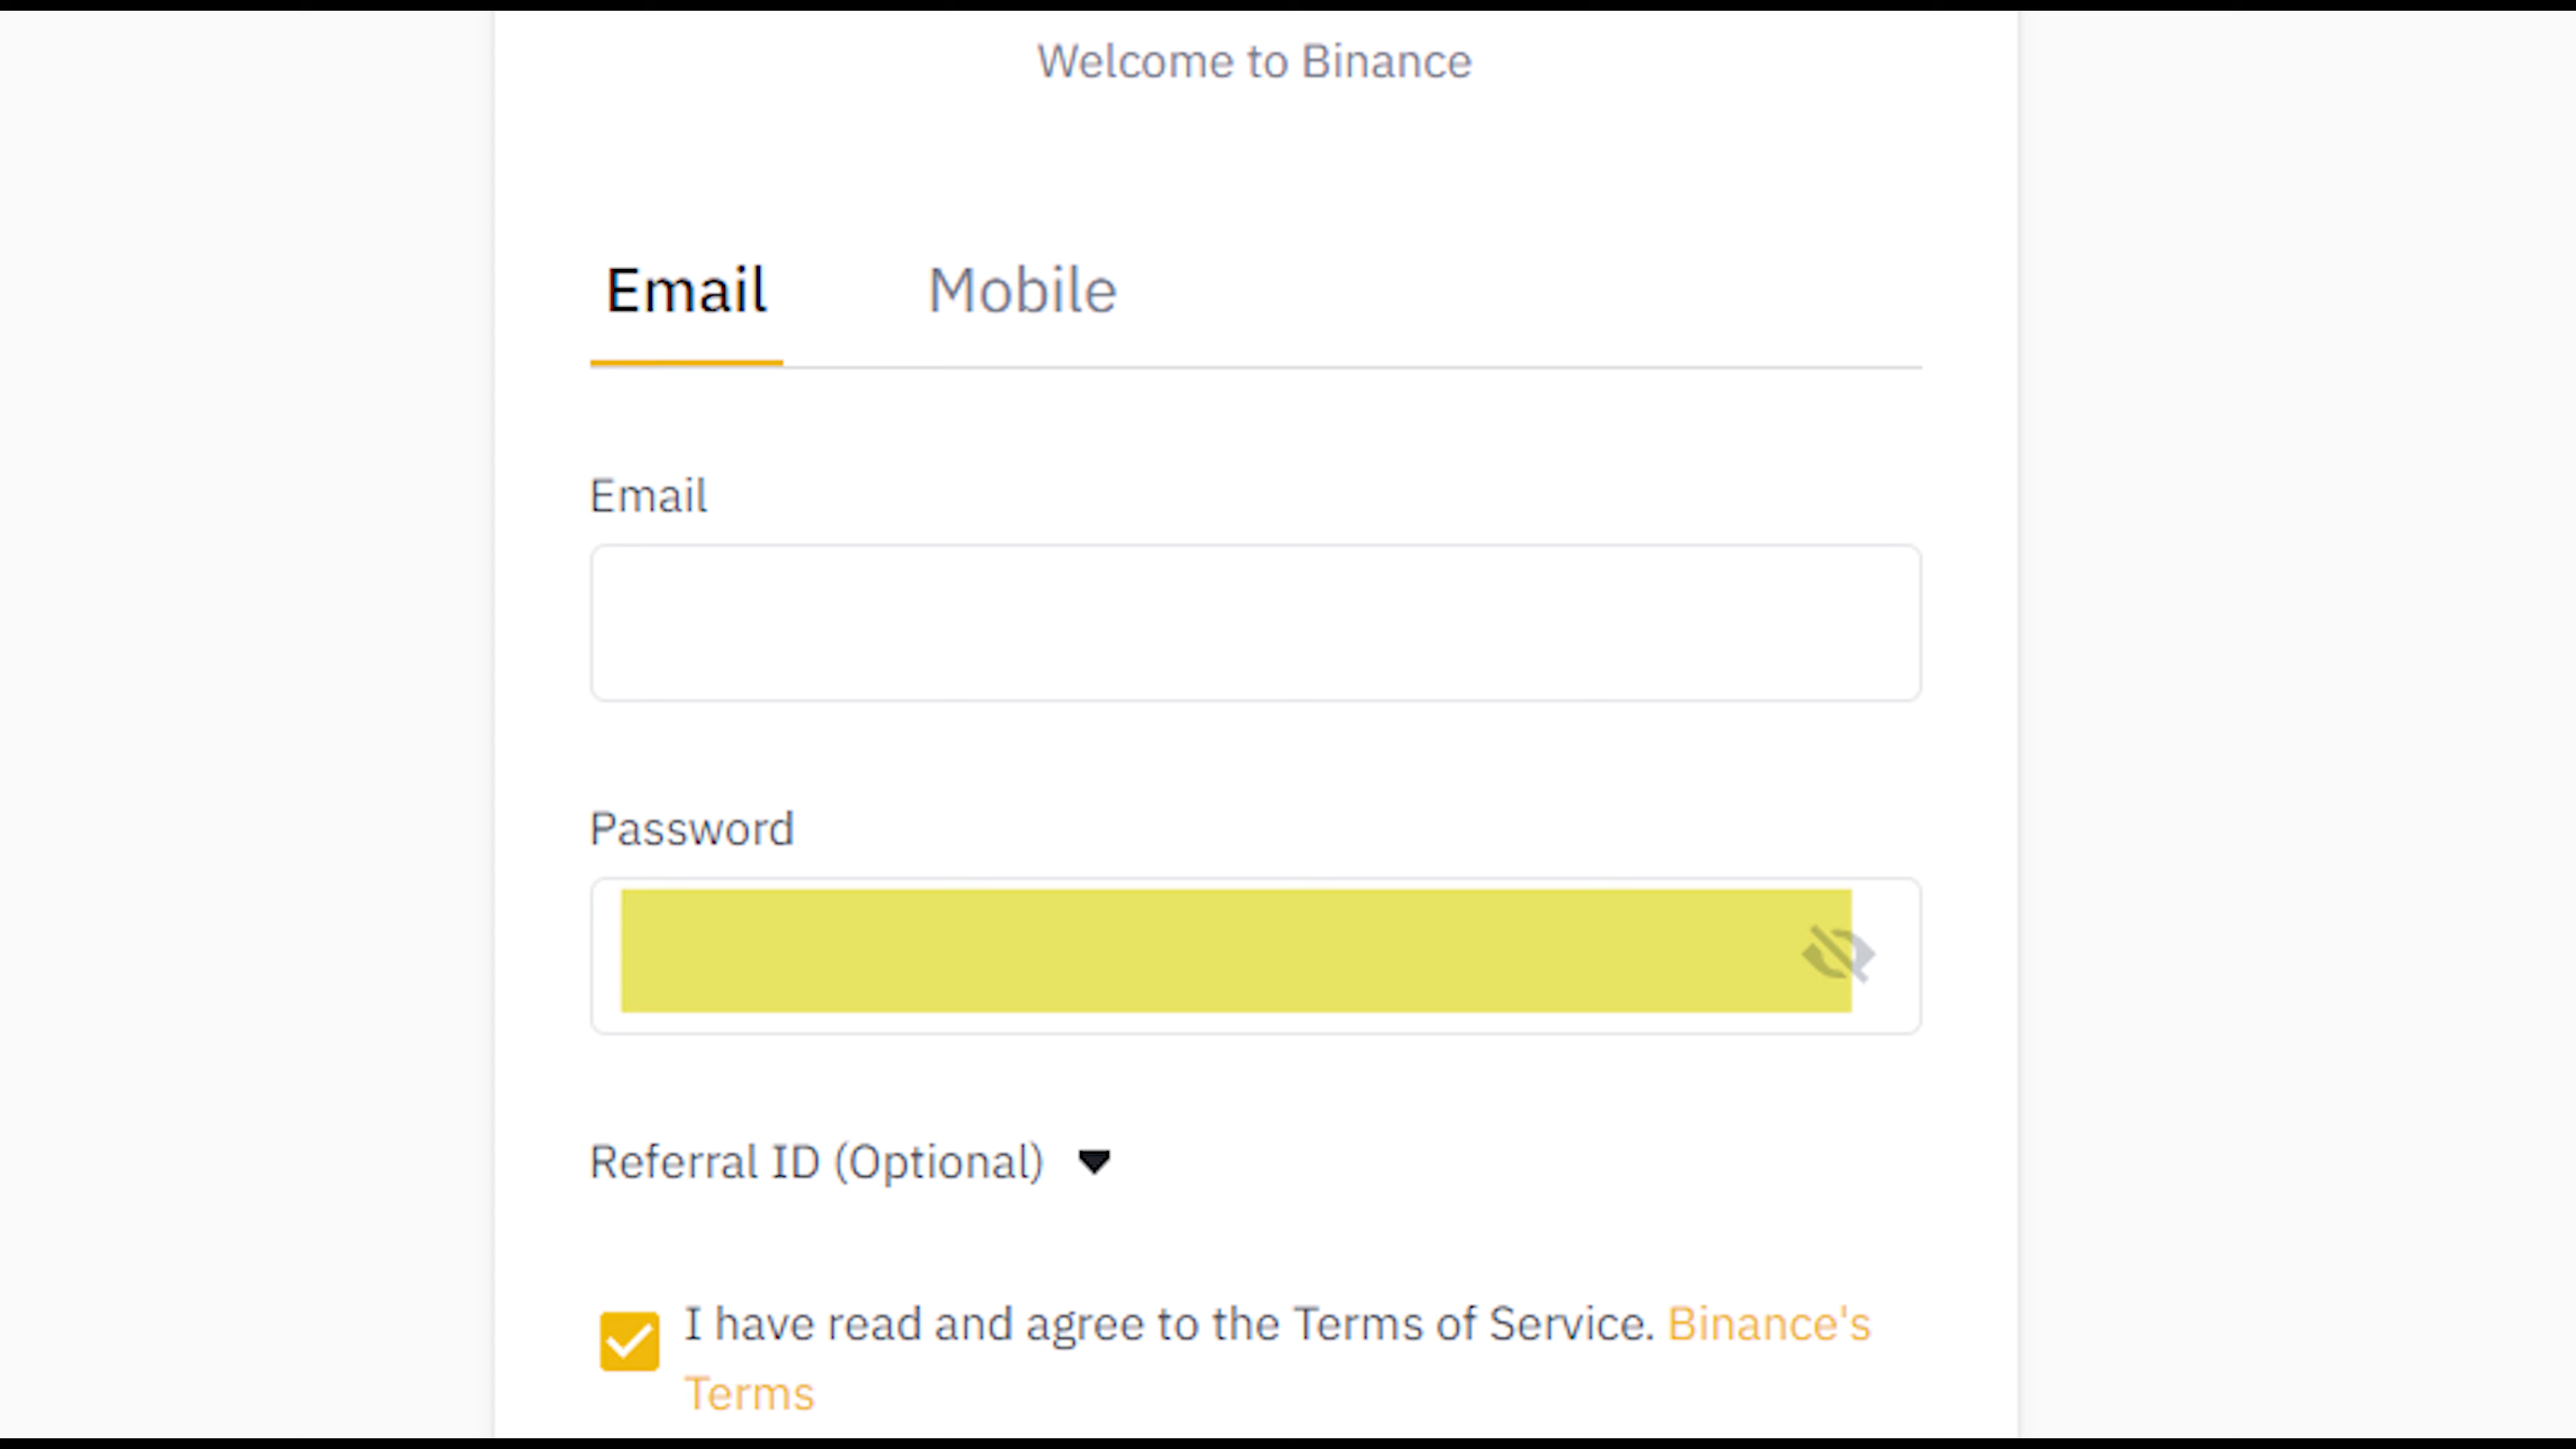 Welcome to Binance
Email Mobile
Email
Password
Referral ID (Optional)
I have read and agree to the Terms of Service. Binance's
Terms